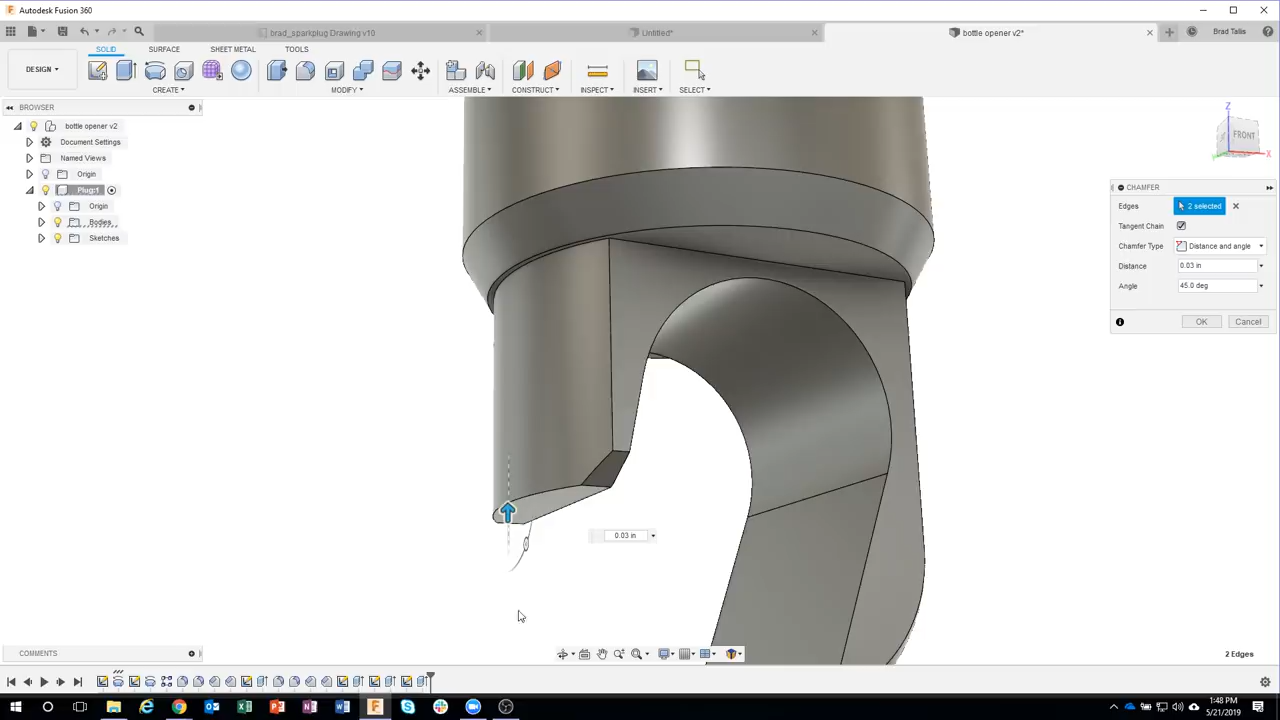 Autodesk Fusion 360
brad_sparkplug Drawing v10
Untitled*
bottle opener v2*
Brad Tallis
DESIGN
SOLID
SURFACE
SHEET METAL
TOOLS
CREATE
MODIFY
ASSEMBLE
CONSTRUCT
INSPECT
INSERT
SELECT
BROWSER
bottle opener v2
Document Settings
Named Views
Origin
Plug:1
Origin
Bodies
Sketches
Z
FRONT
X
CHAMFER
Edges 2 selected
Tangent Chain
Chamfer Type Distance and angle
Distance 0.03 in
Angle 45.0 deg
OK Cancel
0.03 in
COMMENTS
2 Edges
1:48 PM
5/21/2019